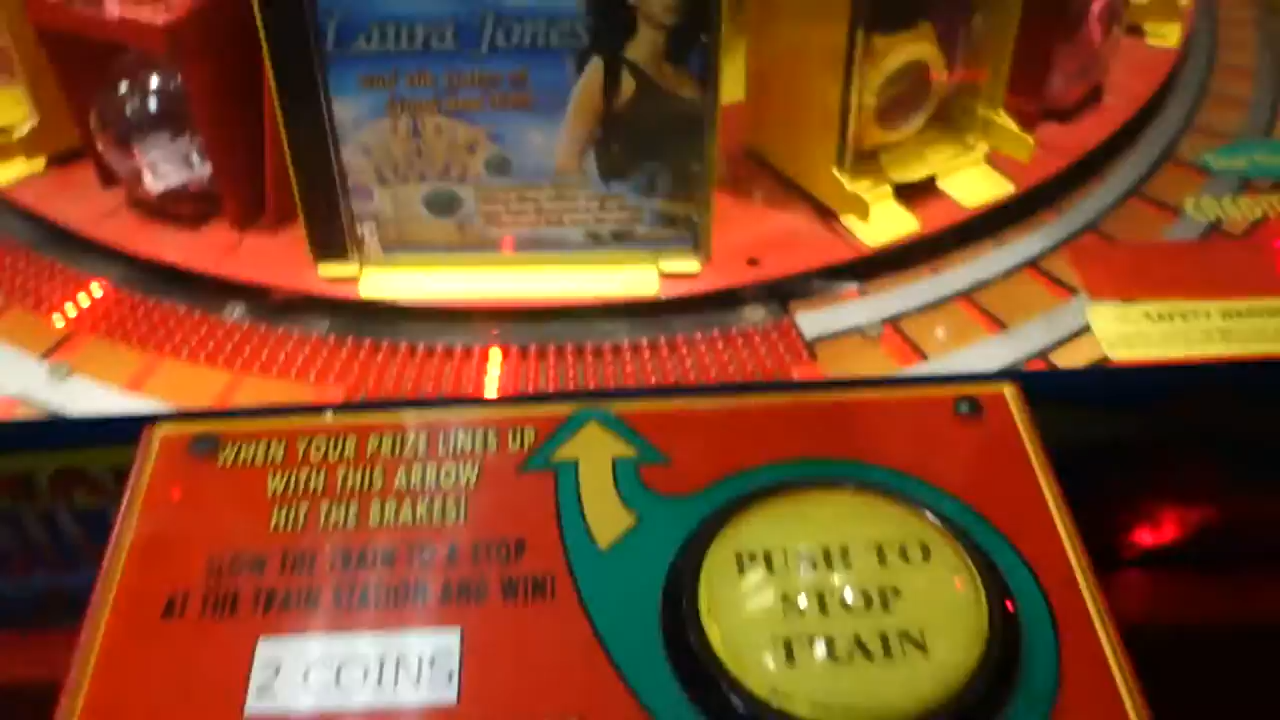 Laura Jones
WHEN YOUR PRIZE LINES UP
WITH THIS ARROW
HIT THE BRAKES!
SLOW THE TRAIN TO A STOP
AT THE TRAIN STATION AND WIN!
2 COINS
PUSH TO
STOP
TRAIN
SAFETY